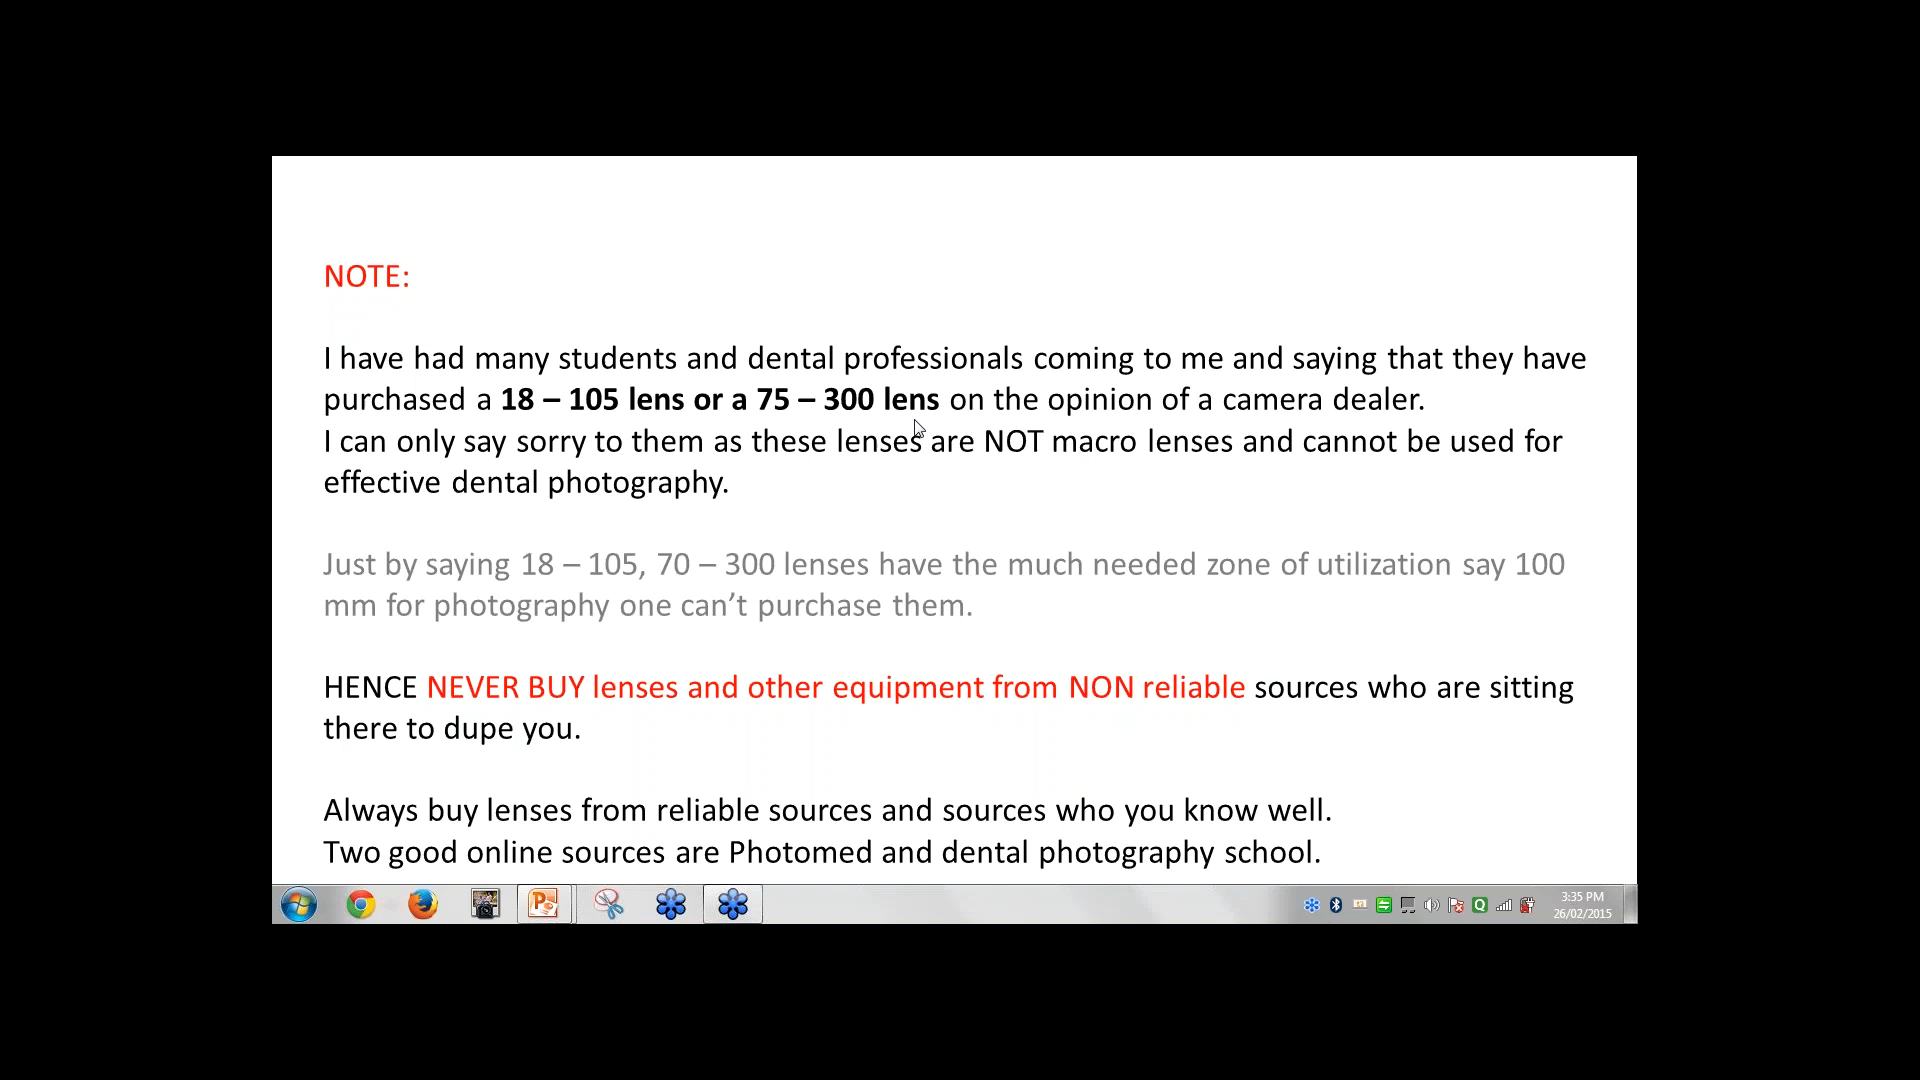 NOTE:
I have had many students and dental professionals coming to me and saying that they have
purchased a 18 – 105 lens or a 75 – 300 lens on the opinion of a camera dealer.
I can only say sorry to them as these lenses are NOT macro lenses and cannot be used for
effective dental photography.
Just by saying 18 – 105, 70 – 300 lenses have the much needed zone of utilization say 100
mm for photography one can’t purchase them.
HENCE NEVER BUY lenses and other equipment from NON reliable sources who are sitting
there to dupe you.
Always buy lenses from reliable sources and sources who you know well.
Two good online sources are Photomed and dental photography school.
3:35 PM
26/02/2015